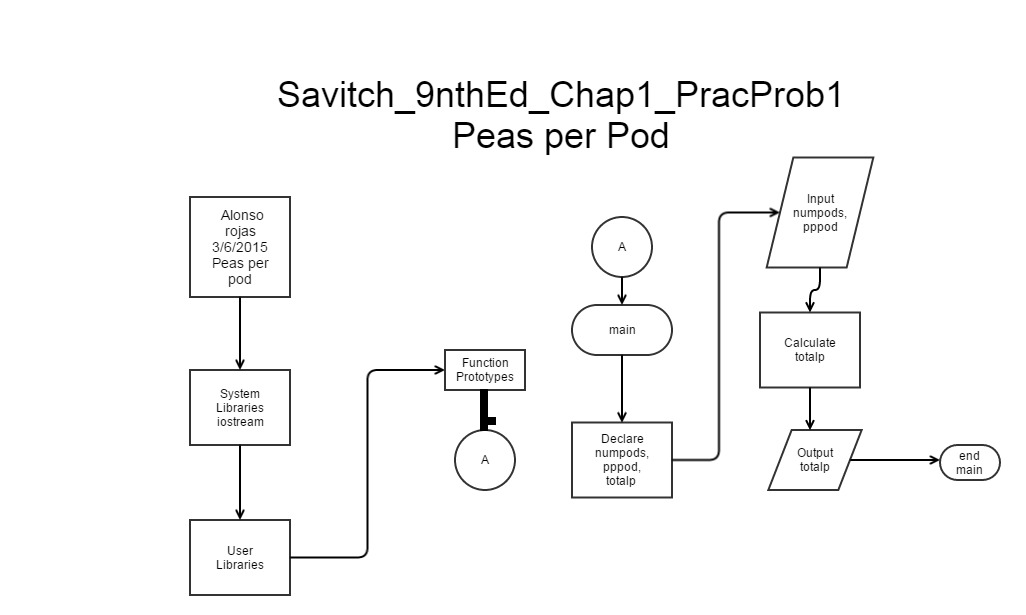 Savitch_9nthEd_Chap1_PracProb1
Peas per Pod
Alonso
rojas
3/6/2015
Peas per
pod
System
Libraries
iostream
User
Libraries
Function
Prototypes
A
A
main
Declare
numpods,
pppod,
totalp
Input
numpods,
pppod
Calculate
totalp
Output
totalp
end
main